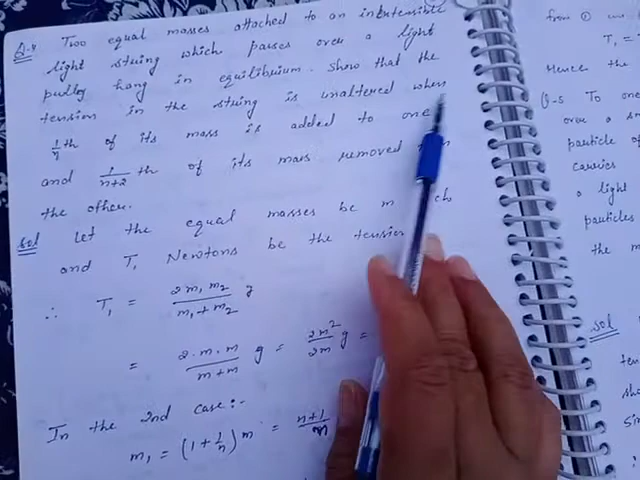 Q-4 Two equal masses attached to an inextensible
light string which passes over a light
pulley hang in equilibrium. Show that the
tension in the string is unaltered when
1/n th of its mass is added to one
and 1/n+2 th of its mass removed
the other.
Sol Let the equal masses be m
and T₁ Newtons be the tension
∴ T₁ = 2m₁m₂/m₁+m₂ g
= 2.m.m/m+m g = 2m²/2m g =
In the 2nd case:-
m₁ = (1+1/n)m = n+1/n
from ① an
T₁ =
Hence the
Q-5 To one
over a
particle of
carries
a light
particles
the m
Sol